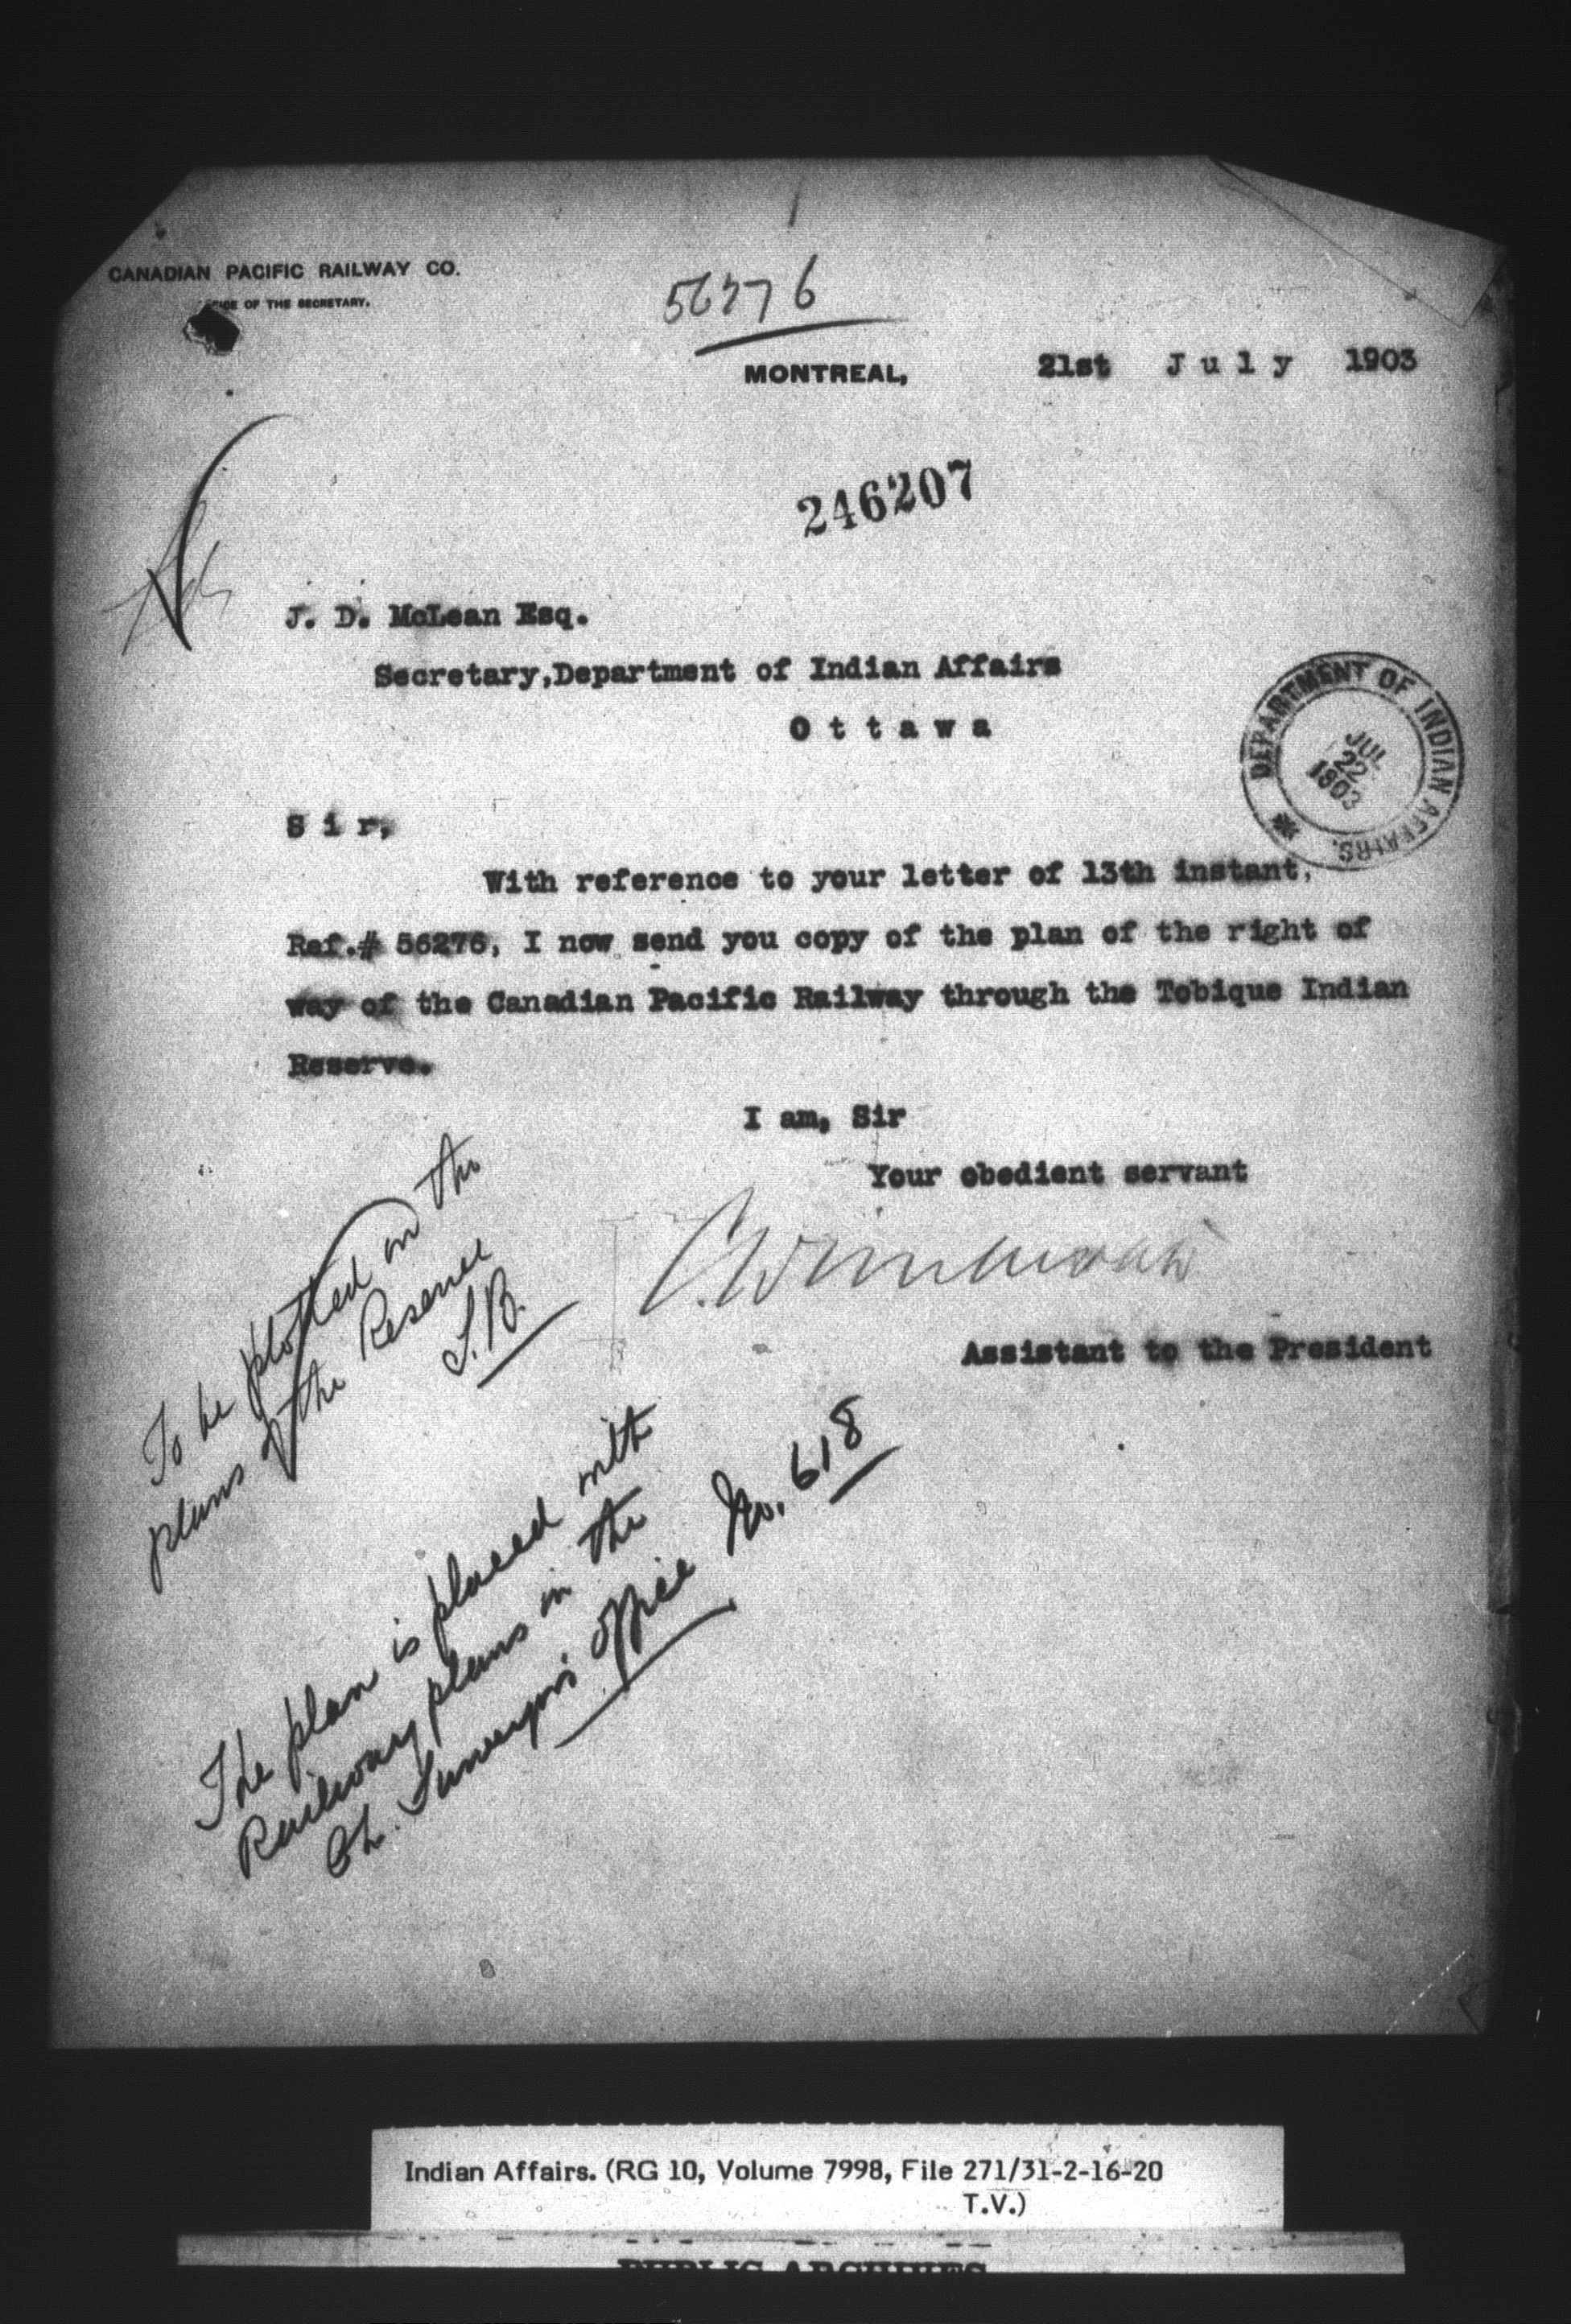 CANADIAN PACIFIC RAILWAY CO.
OFFICE OF THE SECRETARY.
MONTREAL, 21st July 1903
246207
J. D. McLean Esq.
Secretary, Department of Indian Affairs
Ottawa
DEPARTMENT OF INDIAN AFFAIRS.
JUL
22
1903
Sir,
With reference to your letter of 13th instant,
Ref.# 56276, I now send you copy of the plan of the right of
way of the Canadian Pacific Railway through the Tobique Indian
Reserve.
I am, Sir
Your obedient servant
Assistant to the President
To be plotted on the
plans of the Reserve
S.B.
The plan is placed with
Railway plans in the
Ch. Surveyor's office No. 618
Indian Affairs. (RG 10, Volume 7998, File 271/31-2-16-20
T.V.)
PUBLIC ARCHIVES